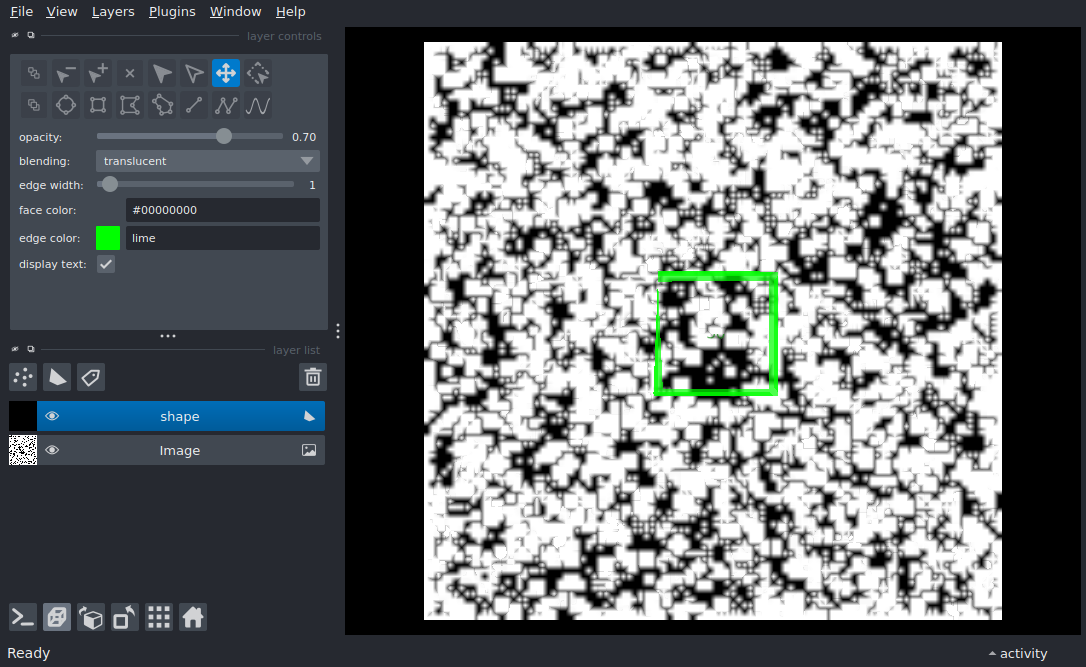 File View Layers Plugins Window Help
layer controls
opacity: 0.70
blending: translucent
edge width: 1
face color: #00000000
edge color: lime
display text:
layer list
shape
Image
Ready
activity